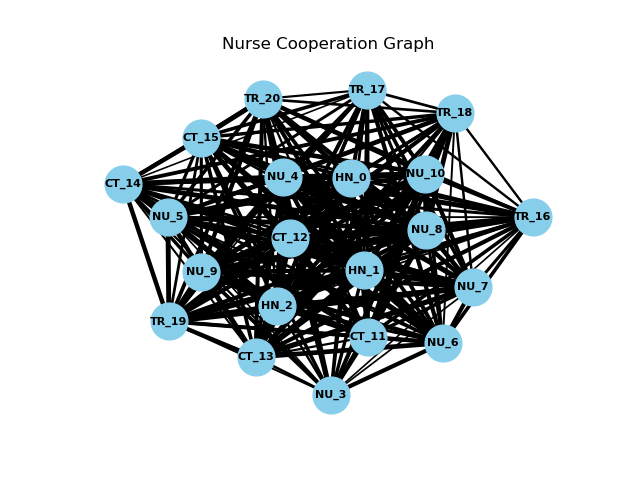 Nurse Cooperation Graph
TR_17
TR_20
TR_18
CT_15
NU_10
NU_4
HN_0
CT_14
NU_5
TR_16
NU_8
CT_12
HN_1
NU_9
NU_7
HN_2
TR_19
CT_11
NU_6
CT_13
NU_3